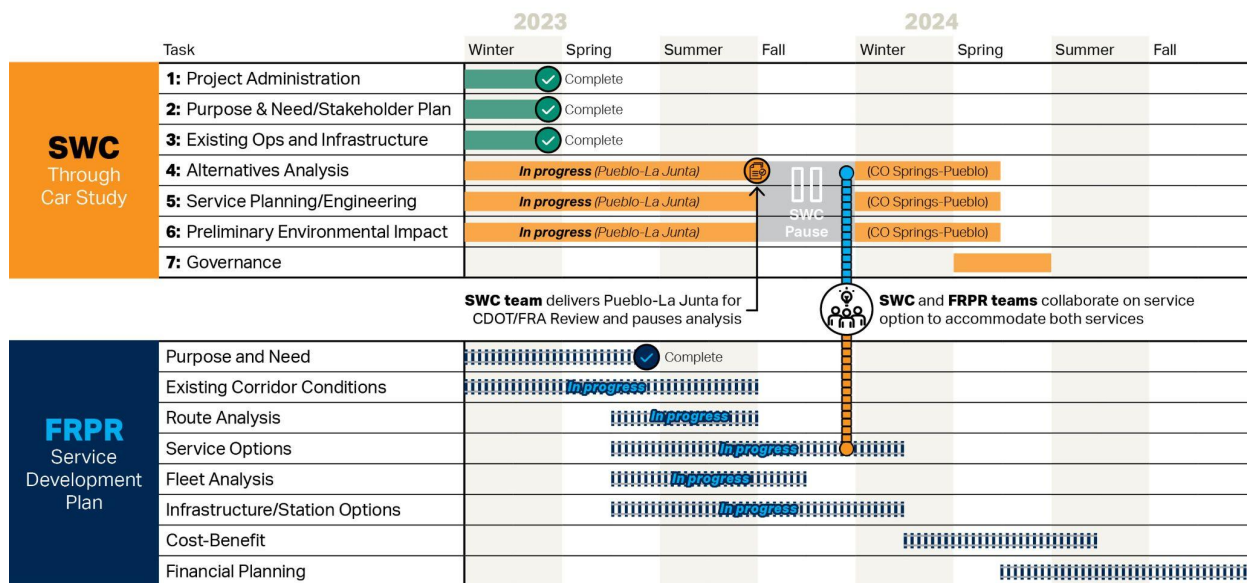 2023 2024
Task Winter Spring Summer Fall Winter Spring Summer Fall
SWC
Through
Car Study
1: Project Administration Complete
2: Purpose & Need/Stakeholder Plan Complete
3: Existing Ops and Infrastructure Complete
4: Alternatives Analysis In progress (Pueblo-La Junta) (CO Springs-Pueblo)
5: Service Planning/Engineering In progress (Pueblo-La Junta) (CO Springs-Pueblo)
6: Preliminary Environmental Impact In progress (Pueblo-La Junta) (CO Springs-Pueblo)
SWC
Pause
7: Governance
SWC team delivers Pueblo-La Junta for
CDOT/FRA Review and pauses analysis
SWC and FRPR teams collaborate on service
option to accommodate both services
FRPR
Service
Development
Plan
Purpose and Need Complete
Existing Corridor Conditions In progress
Route Analysis In progress
Service Options In progress
Fleet Analysis In progress
Infrastructure/Station Options In progress
Cost-Benefit
Financial Planning